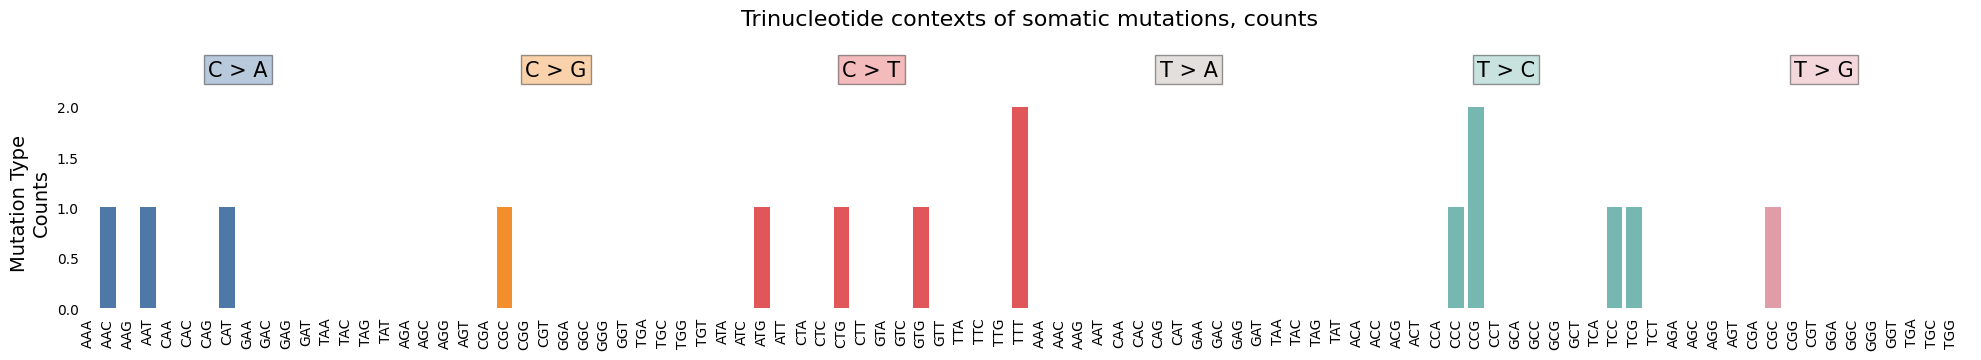 Trinucleotide contexts of somatic mutations, counts
C > A C > G C > T T > A T > C T > G
Mutation Type
Counts
2.0
1.5
1.0
0.5
0.0
AAA AAC AAG AAT CAA CAC CAG CAT GAA GAC GAG GAT TAA TAC TAG TAT AGA AGC AGG AGT CGA CGC CGG CGT GGA GGC GGG GGT TGA TGC TGG TGT ATA ATC ATG ATT CTA CTC CTG CTT GTA GTC GTG GTT TTA TTC TTG TTT AAA AAC AAG AAT CAA CAC CAG CAT GAA GAC GAG GAT TAA TAC TAG TAT ACA ACC ACG ACT CCA CCC CCG CCT GCA GCC GCG GCT TCA TCC TCG TCT AGA AGC AGG AGT CGA CGC CGG CGT GGA GGC GGG GGT TGA TGC TGG